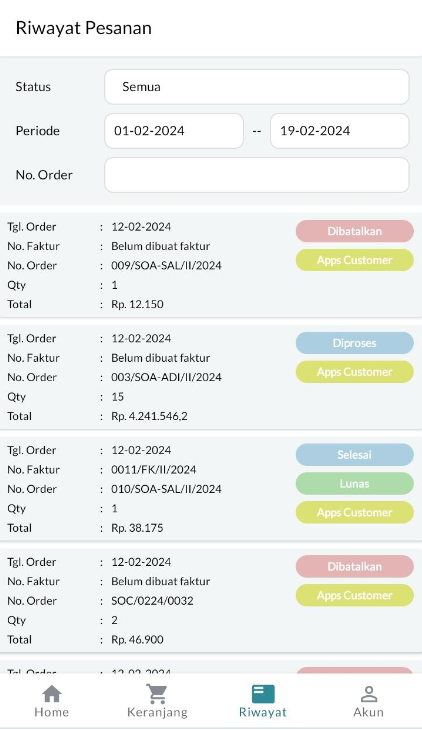 Riwayat Pesanan
Status Semua
Periode 01-02-2024 -- 19-02-2024
No. Order
Tgl. Order : 12-02-2024 Dibatalkan
No. Faktur : Belum dibuat faktur
No. Order : 009/SOA-SAL/II/2024 Apps Customer
Qty : 1
Total : Rp. 12.150
Tgl. Order : 12-02-2024 Diproses
No. Faktur : Belum dibuat faktur
No. Order : 003/SOA-ADI/II/2024 Apps Customer
Qty : 15
Total : Rp. 4.241.546,2
Tgl. Order : 12-02-2024 Selesai
No. Faktur : 0011/FK/II/2024 Lunas
No. Order : 010/SOA-SAL/II/2024
Qty : 1 Apps Customer
Total : Rp. 38.175
Tgl. Order : 12-02-2024 Dibatalkan
No. Faktur : Belum dibuat faktur
No. Order : SOC/0224/0032 Apps Customer
Qty : 2
Total : Rp. 46.900
Tgl. Order : 12-02-2024
Home Keranjang Riwayat Akun